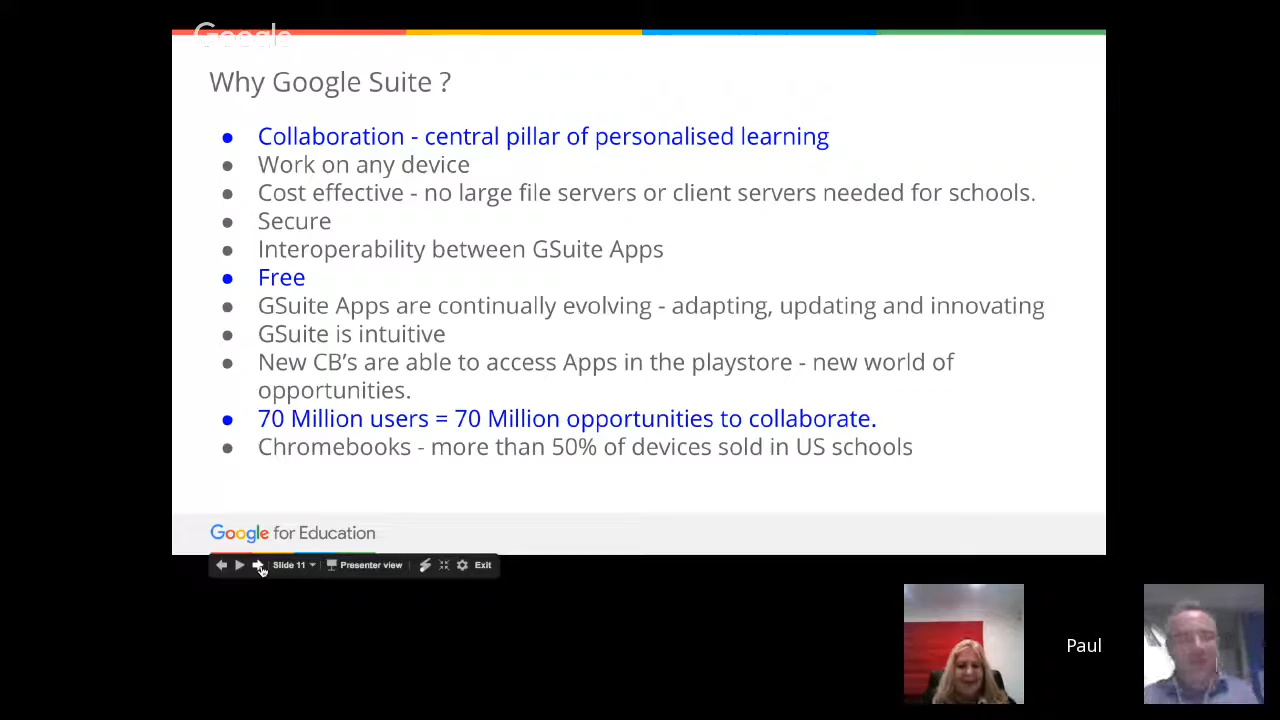 Google
Why Google Suite ?
● Collaboration - central pillar of personalised learning
● Work on any device
● Cost effective - no large file servers or client servers needed for schools.
● Secure
● Interoperability between GSuite Apps
● Free
● GSuite Apps are continually evolving - adapting, updating and innovating
● GSuite is intuitive
● New CB's are able to access Apps in the playstore - new world of
opportunities.
● 70 Million users = 70 Million opportunities to collaborate.
● Chromebooks - more than 50% of devices sold in US schools
Google for Education
Slide 11 Presenter view Exit
Paul